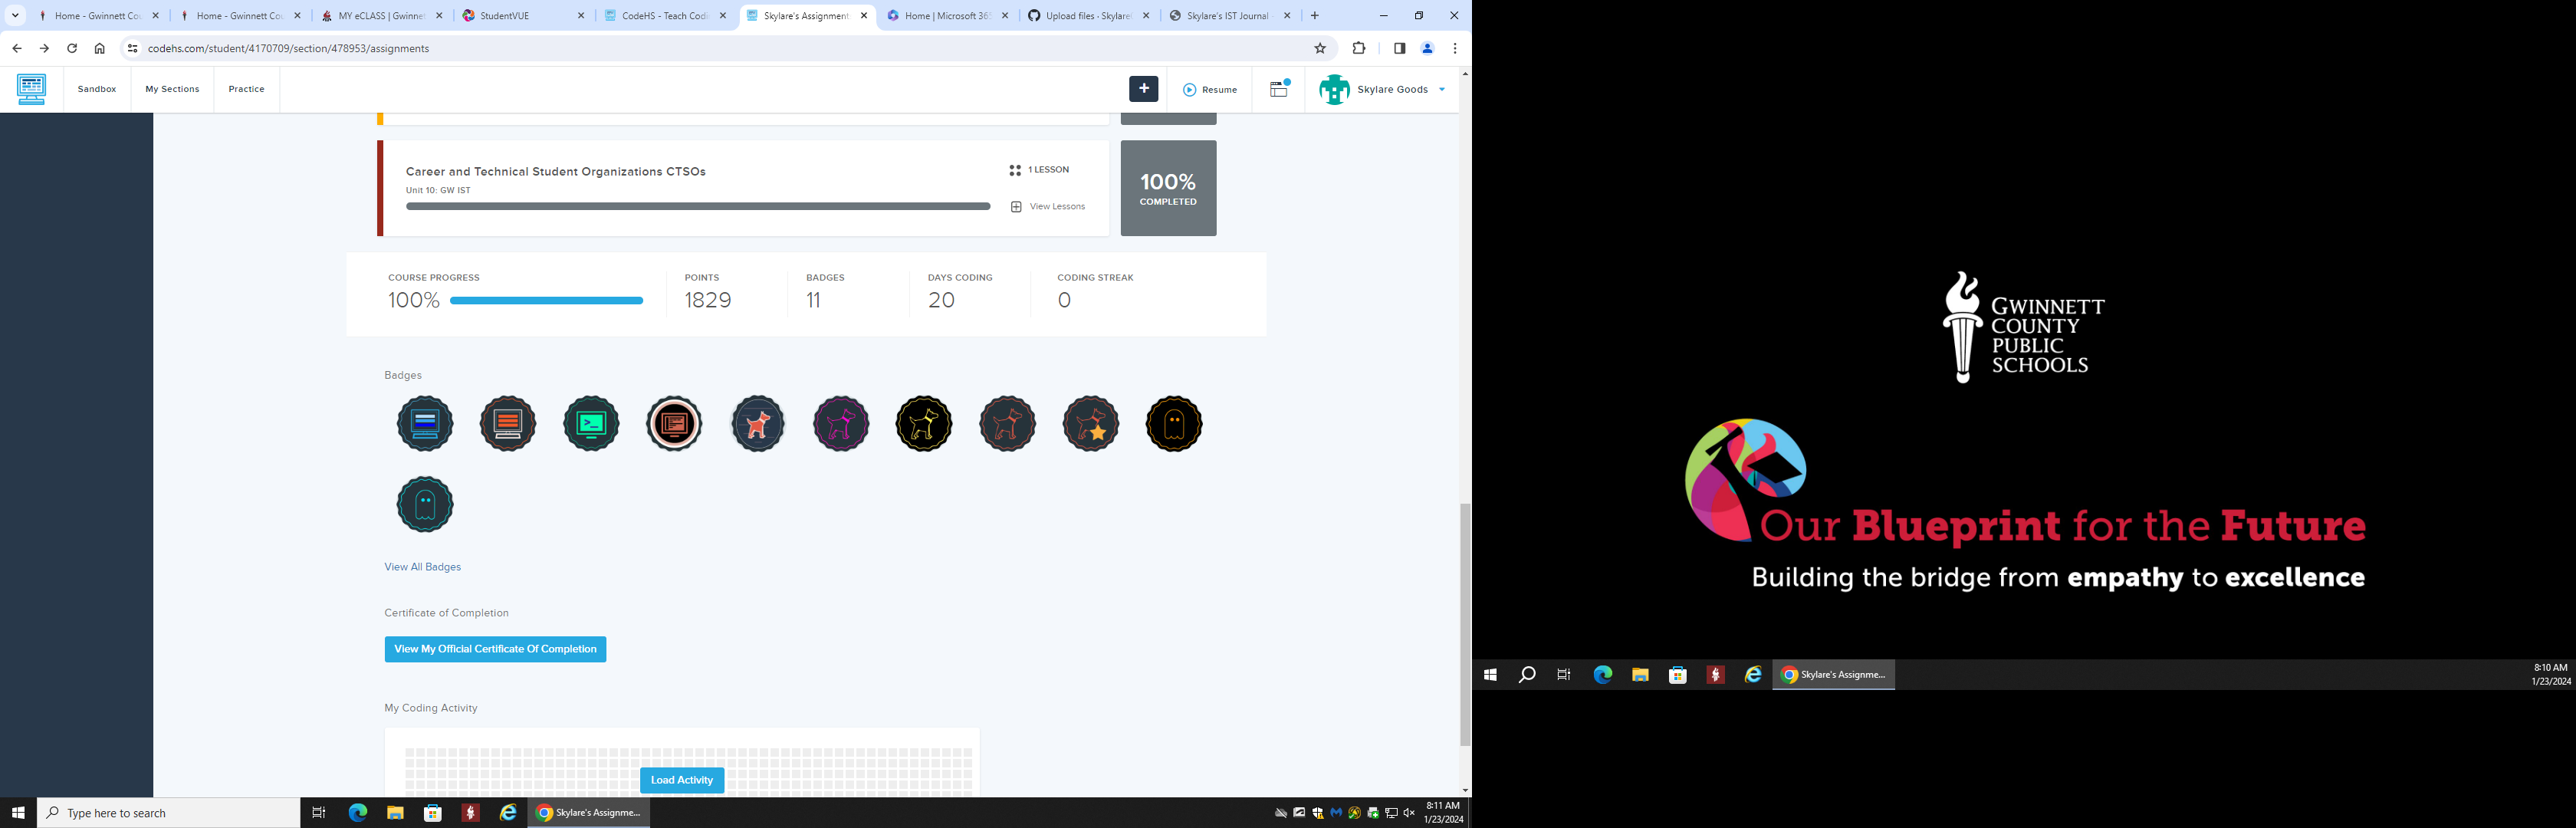 Home - Gwinnett Cou
Home - Gwinnett Cou
MY eCLASS | Gwinnet
StudentVUE
CodeHS - Teach Codi
Skylare's Assignment
Home | Microsoft 365
Upload files · Skylare
Skylare's IST Journal
codehs.com/student/4170709/section/478953/assignments
Sandbox
My Sections
Practice
+
Resume
Skylare Goods
Career and Technical Student Organizations CTSOs
Unit 10: GW IST
1 LESSON
View Lessons
100%
COMPLETED
COURSE PROGRESS
100%
POINTS
1829
BADGES
11
DAYS CODING
20
CODING STREAK
0
Badges
>_
View All Badges
Certificate of Completion
View My Official Certificate Of Completion
My Coding Activity
Load Activity
Type here to search
Skylare's Assignme...
8:11 AM
1/23/2024
GWINNETT
COUNTY
PUBLIC
SCHOOLS
Our Blueprint for the Future
Building the bridge from empathy to excellence
Skylare's Assignme...
8:10 AM
1/23/2024